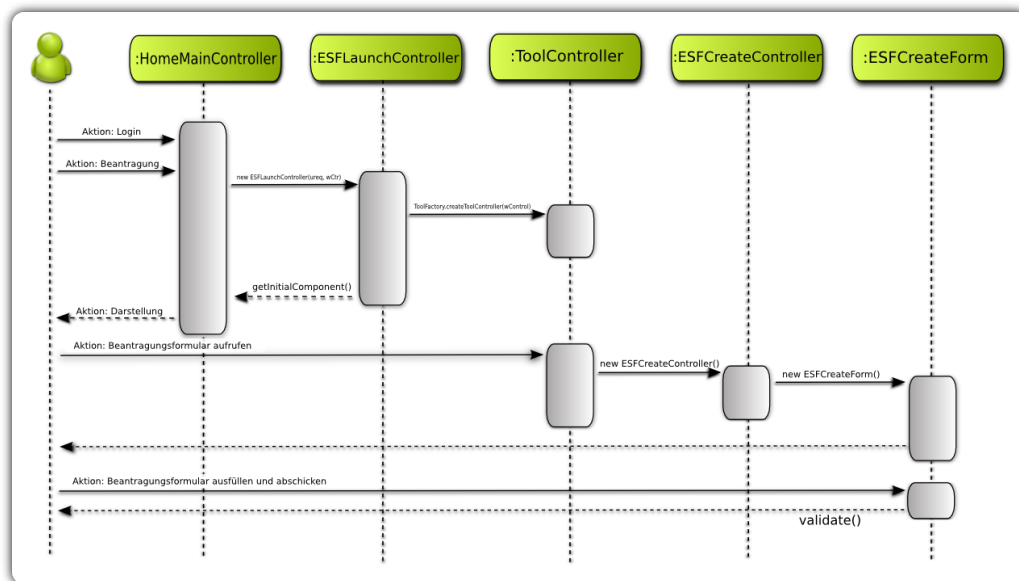 :HomeMainController
:ESFLaunchController
:ToolController
:ESFCreateController
:ESFCreateForm
Aktion: Login
Aktion: Beantragung
new ESFLaunchController(ureq, wCtr)
ToolFactory.createToolController(wControl)
getInitialComponent()
Aktion: Darstellung
Aktion: Beantragungsformular aufrufen
new ESFCreateController()
new ESFCreateForm()
Aktion: Beantragungsformular ausfüllen und abschicken
validate()